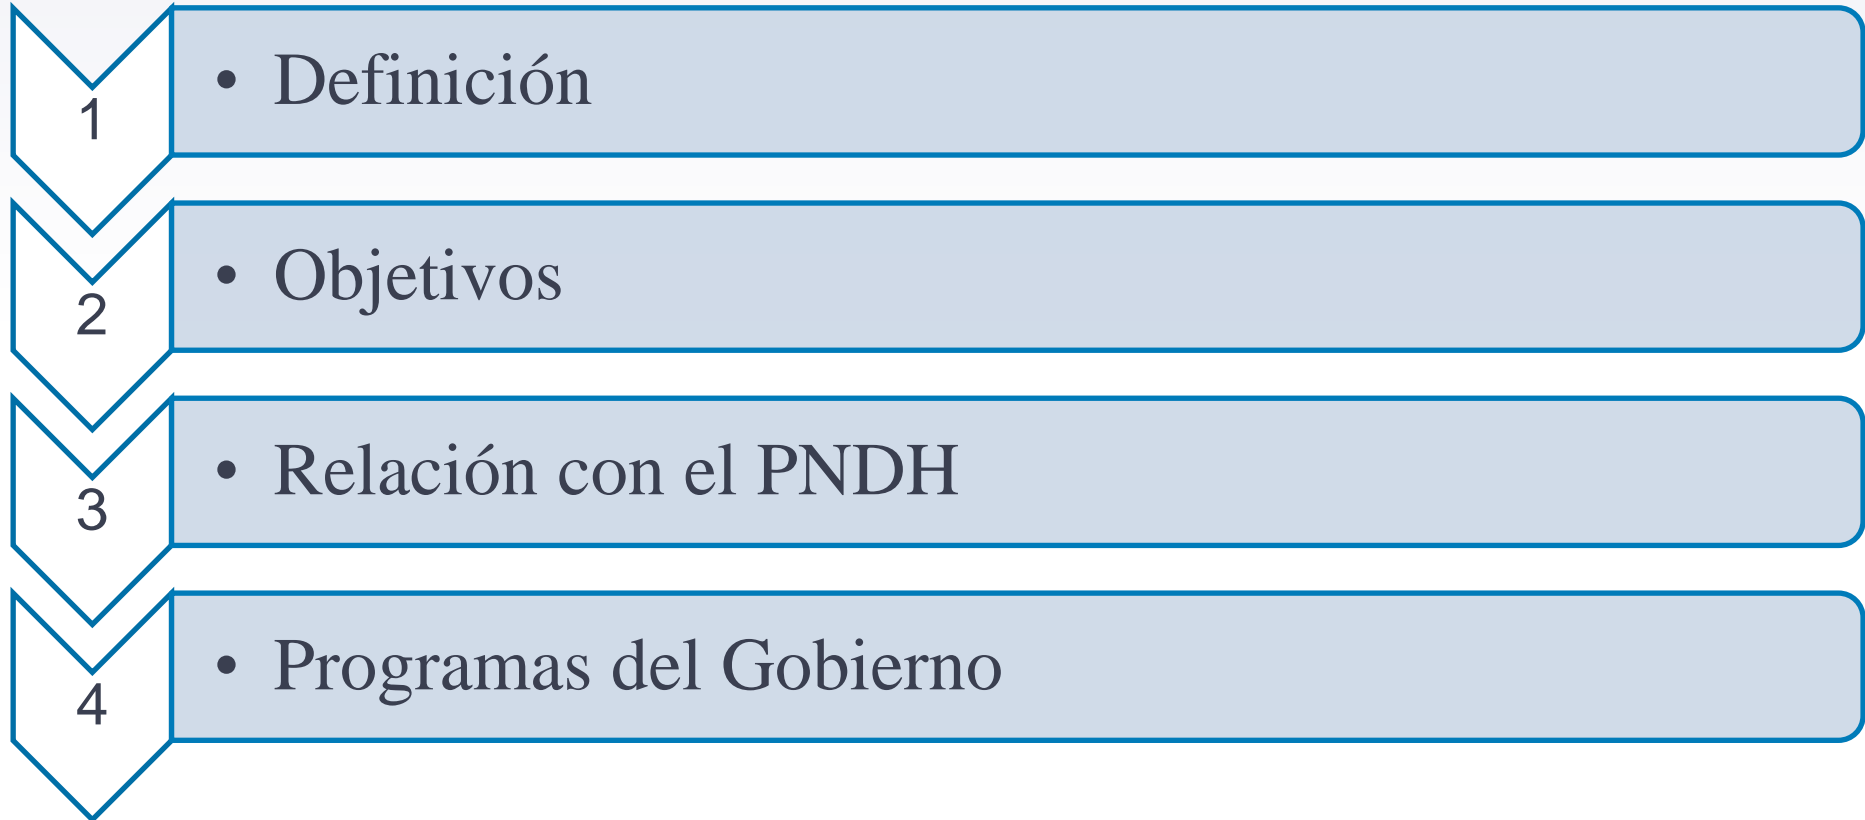 1
• Definición
2
• Objetivos
3
• Relación con el PNDH
4
• Programas del Gobierno